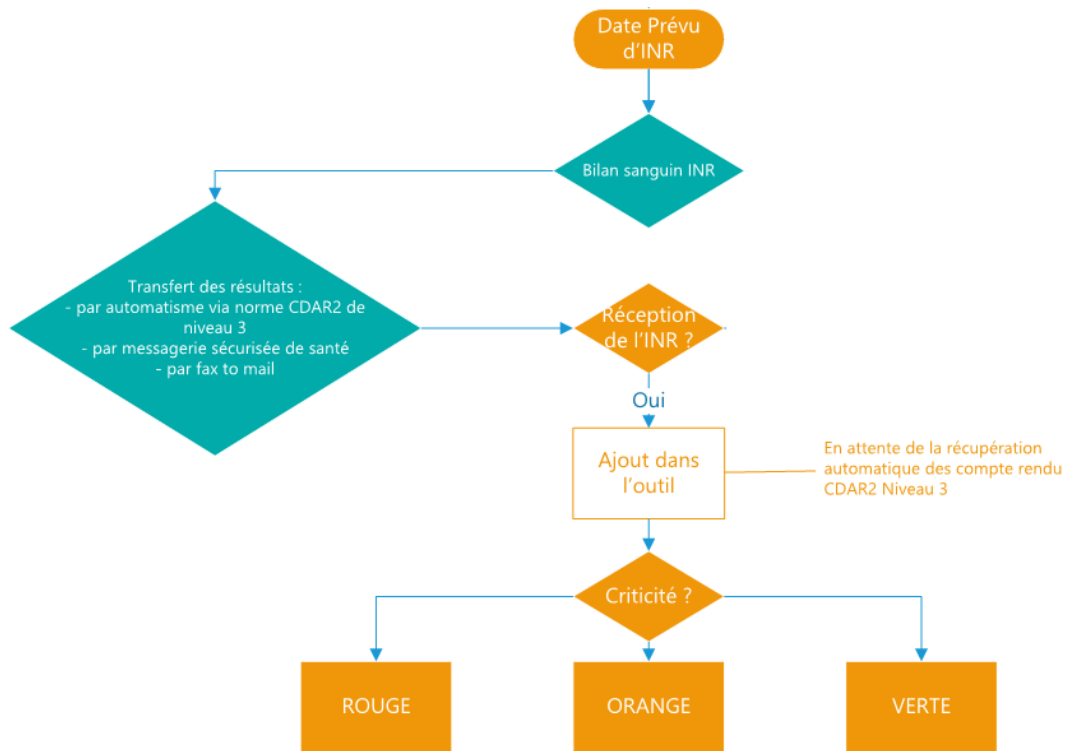 Date Prévu
d'INR
Bilan sanguin INR
Transfert des résultats :
- par automatisme via norme CDAR2 de
niveau 3
- par messagerie sécurisée de santé
- par fax to mail
Réception
de l'INR ?
Oui
Ajout dans
l'outil
En attente de la récupération
automatique des compte rendu
CDAR2 Niveau 3
Criticité ?
ROUGE
ORANGE
VERTE